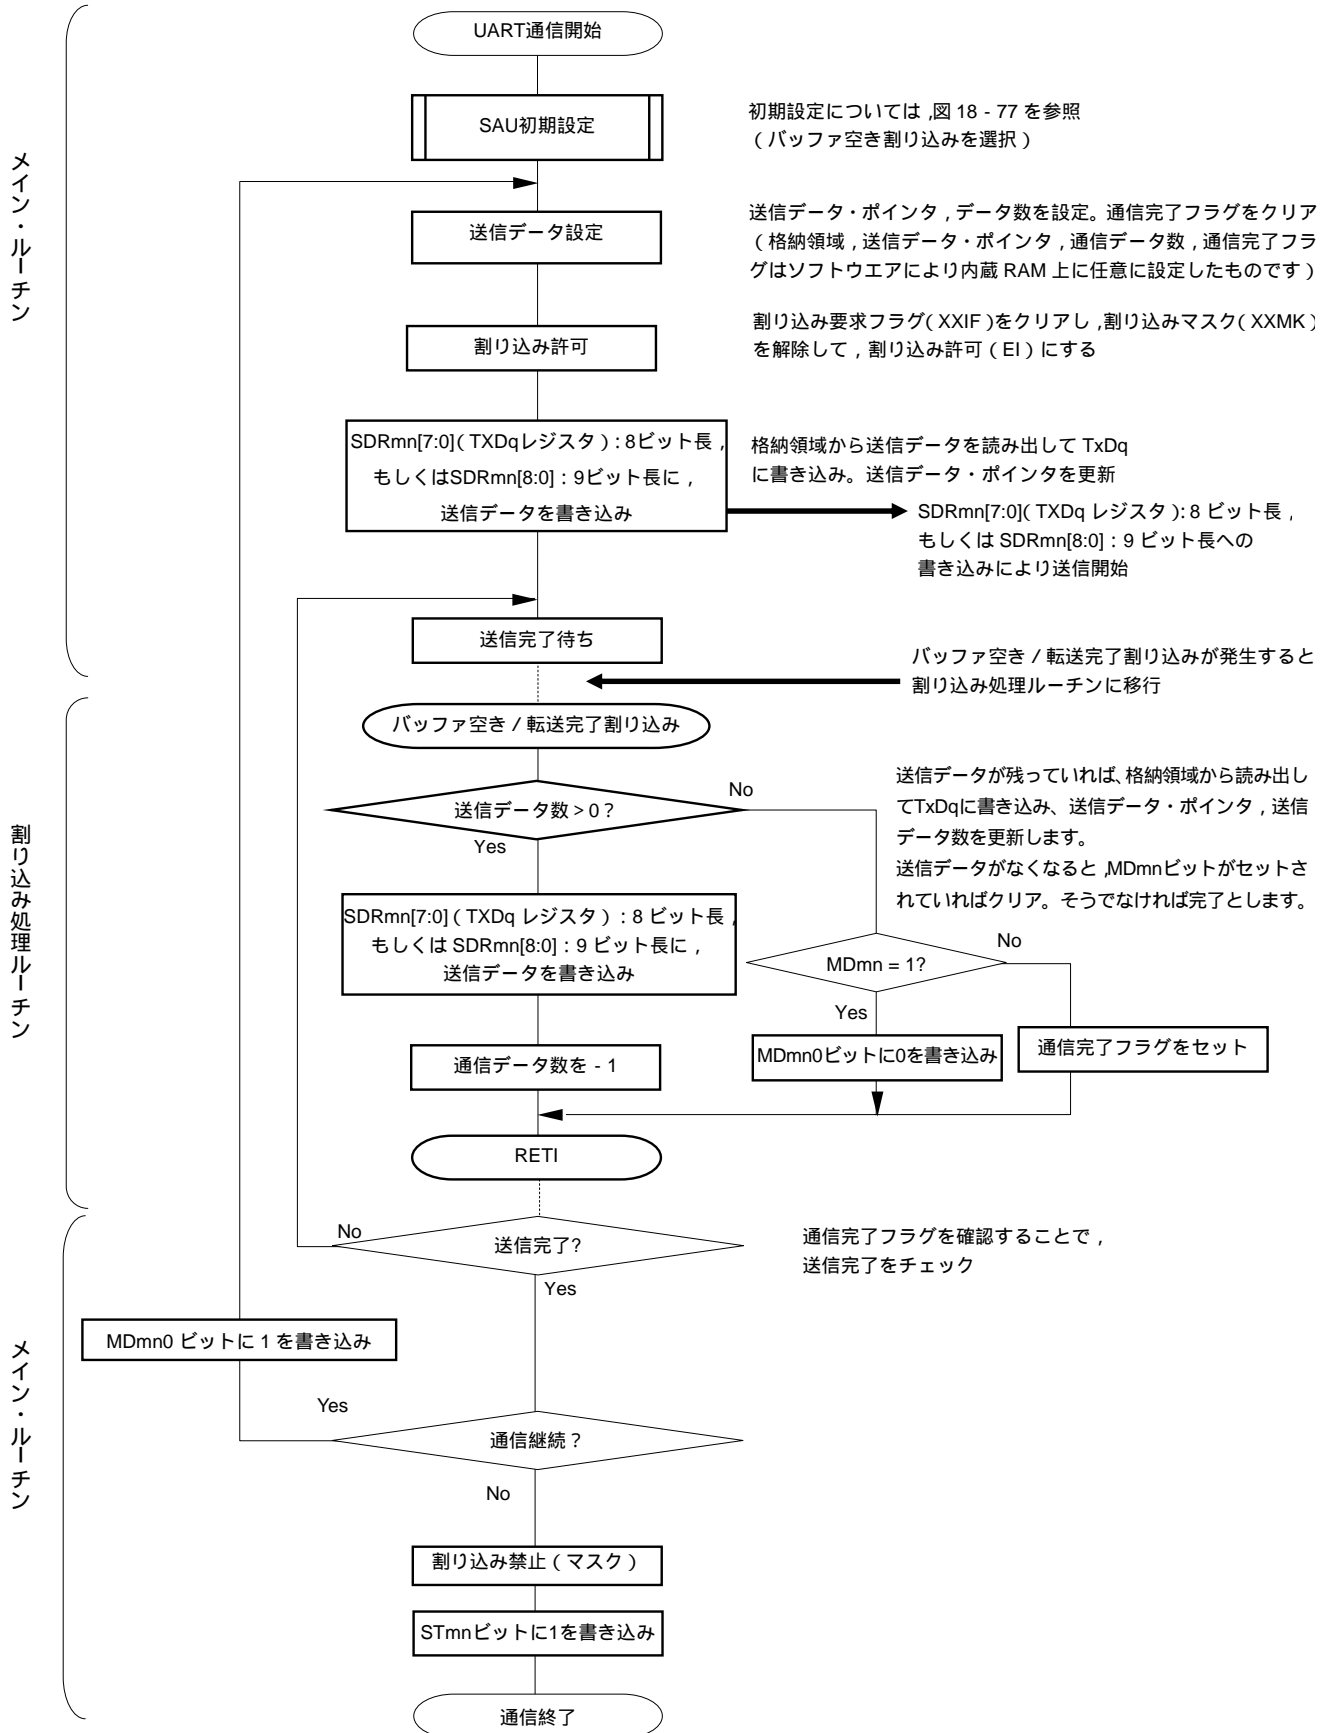 メイン・ルーチン
UART通信開始
SAU初期設定
初期設定については ,図 18 - 77 を参照
( バッファ空き割り込みを選択 )
送信データ設定
送信データ・ポインタ , データ数を設定。通信完了フラグをクリア
( 格納領域 , 送信データ・ポインタ , 通信データ数 , 通信完了フラ
グはソフトウエアにより内蔵 RAM 上に任意に設定したものです )
割り込み許可
割り込み要求フラグ( XXIF )をクリアし ,割り込みマスク( XXMK )
を解除して , 割り込み許可 ( EI ) にする
SDRmn[7:0]( TXDqレジスタ ) : 8ビット長 ,
もしくはSDRmn[8:0] : 9ビット長に ,
送信データを書き込み
格納領域から送信データを読み出して TxDq
に書き込み。送信データ・ポインタを更新
SDRmn[7:0]( TXDq レジスタ ): 8 ビット長 ,
もしくは SDRmn[8:0] : 9 ビット長への
書き込みにより送信開始
送信完了待ち
バッファ空き / 転送完了割り込みが発生すると
割り込み処理ルーチンに移行
割り込み処理ルーチン
バッファ空き / 転送完了割り込み
送信データ数 > 0 ?
No
Yes
送信データが残っていれば、格納領域から読み出し
てTxDqに書き込み、送信データ・ポインタ , 送信
データ数を更新します。
送信データがなくなると ,MDmnビットがセットさ
れていればクリア。そうでなければ完了とします。
SDRmn[7:0] ( TXDq レジスタ ) : 8 ビット長 ,
もしくは SDRmn[8:0] : 9 ビット長に ,
送信データを書き込み
MDmn = 1?
No
Yes
通信データ数を - 1
MDmn0ビットに0を書き込み
通信完了フラグをセット
RETI
メイン・ルーチン
送信完了?
No
Yes
通信完了フラグを確認することで ,
送信完了をチェック
MDmn0 ビットに 1 を書き込み
通信継続 ?
Yes
No
割り込み禁止 ( マスク )
STmnビットに1を書き込み
通信終了